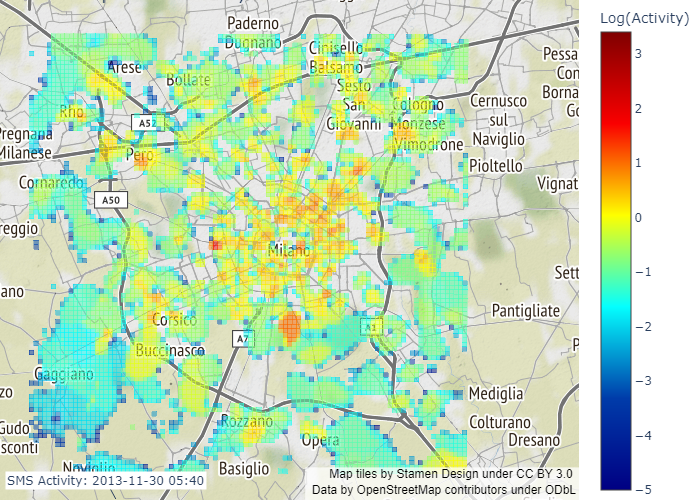 Paderno
Dugnano
Cinisello
Balsamo
Arese
Bollate
Sesto
San
Giovanni
Cologno
Monzese
Vimodrone
Cernusco
sul
Naviglio
Pessa
Con
Borna
Go
Rho
A52
Pero
Pregnana
Milanese
Pioltello
Cornaredo
Vignat
A50
reggio
Milano
Sett
ano
Pantigliate
Corsico
A7
A1
P
Buccinasco
Gaggiano
zo
Mediglia
Rozzano
Gudo
sconti
Opera
Colturano
Dresano
Noviglio
Basiglio
SMS Activity: 2013-11-30 05:40
Map tiles by Stamen Design under CC BY 3.0
Data by OpenStreetMap contributors under ODbL
Log(Activity)
3
2
1
0
−1
−2
−3
−4
−5